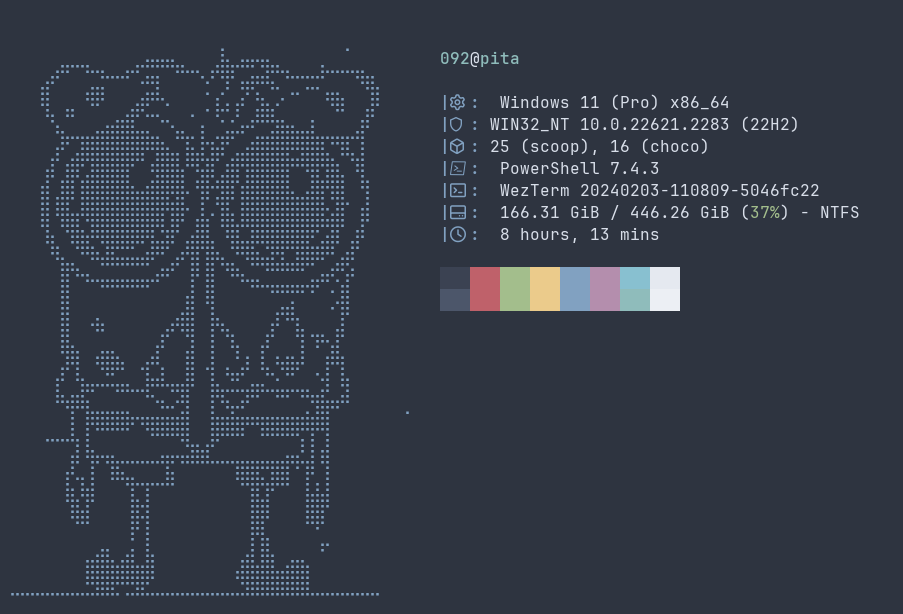 092@pita
|: Windows 11 (Pro) x86_64
|: WIN32_NT 10.0.22621.2283 (22H2)
|: 25 (scoop), 16 (choco)
|: PowerShell 7.4.3
|: WezTerm 20240203-110809-5046fc22
|: 166.31 GiB / 446.26 GiB (37%) - NTFS
|: 8 hours, 13 mins